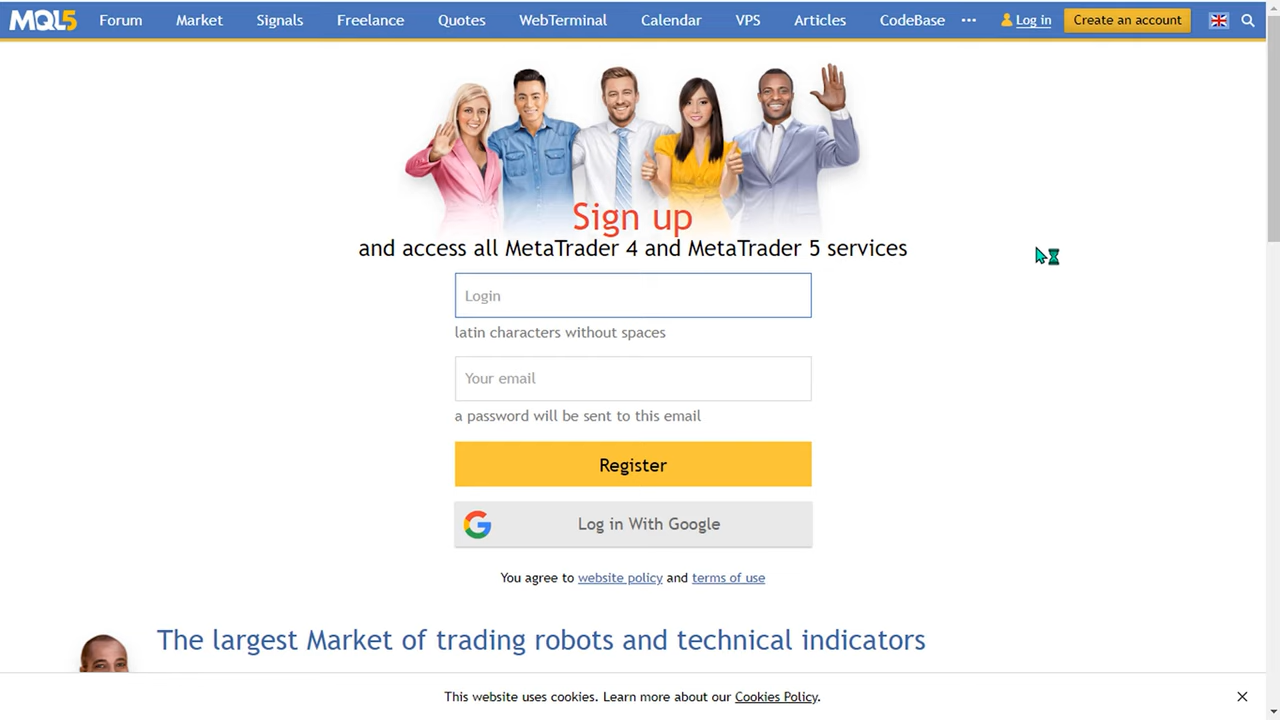 MQL5 Forum Market Signals Freelance Quotes WebTerminal Calendar VPS Articles CodeBase ••• Log in Create an account
Sign up
and access all MetaTrader 4 and MetaTrader 5 services
Login
latin characters without spaces
Your email
a password will be sent to this email
Register
Log in With Google
You agree to website policy and terms of use
The largest Market of trading robots and technical indicators
This website uses cookies. Learn more about our Cookies Policy.